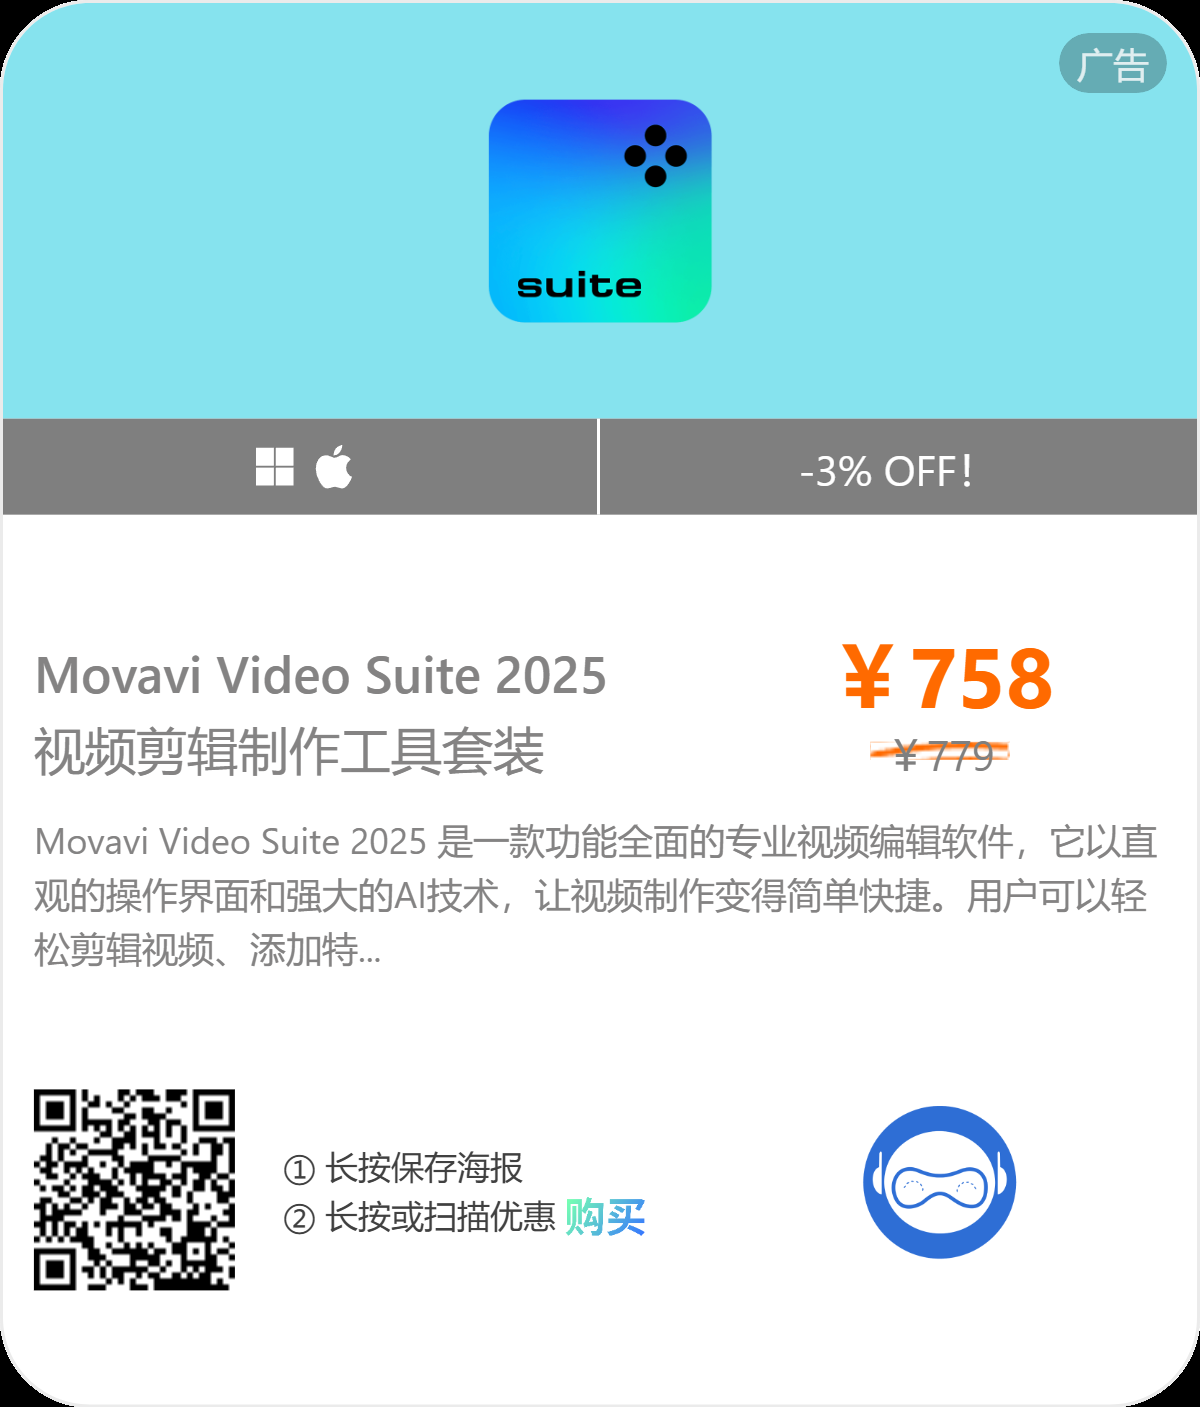 广告
suite
-3% OFF!
Movavi Video Suite 2025
视频剪辑制作工具套装
¥758
¥779
Movavi Video Suite 2025 是一款功能全面的专业视频编辑软件，它以直
观的操作界面和强大的AI技术，让视频制作变得简单快捷。用户可以轻
松剪辑视频、添加特...
① 长按保存海报
② 长按或扫描优惠 购买